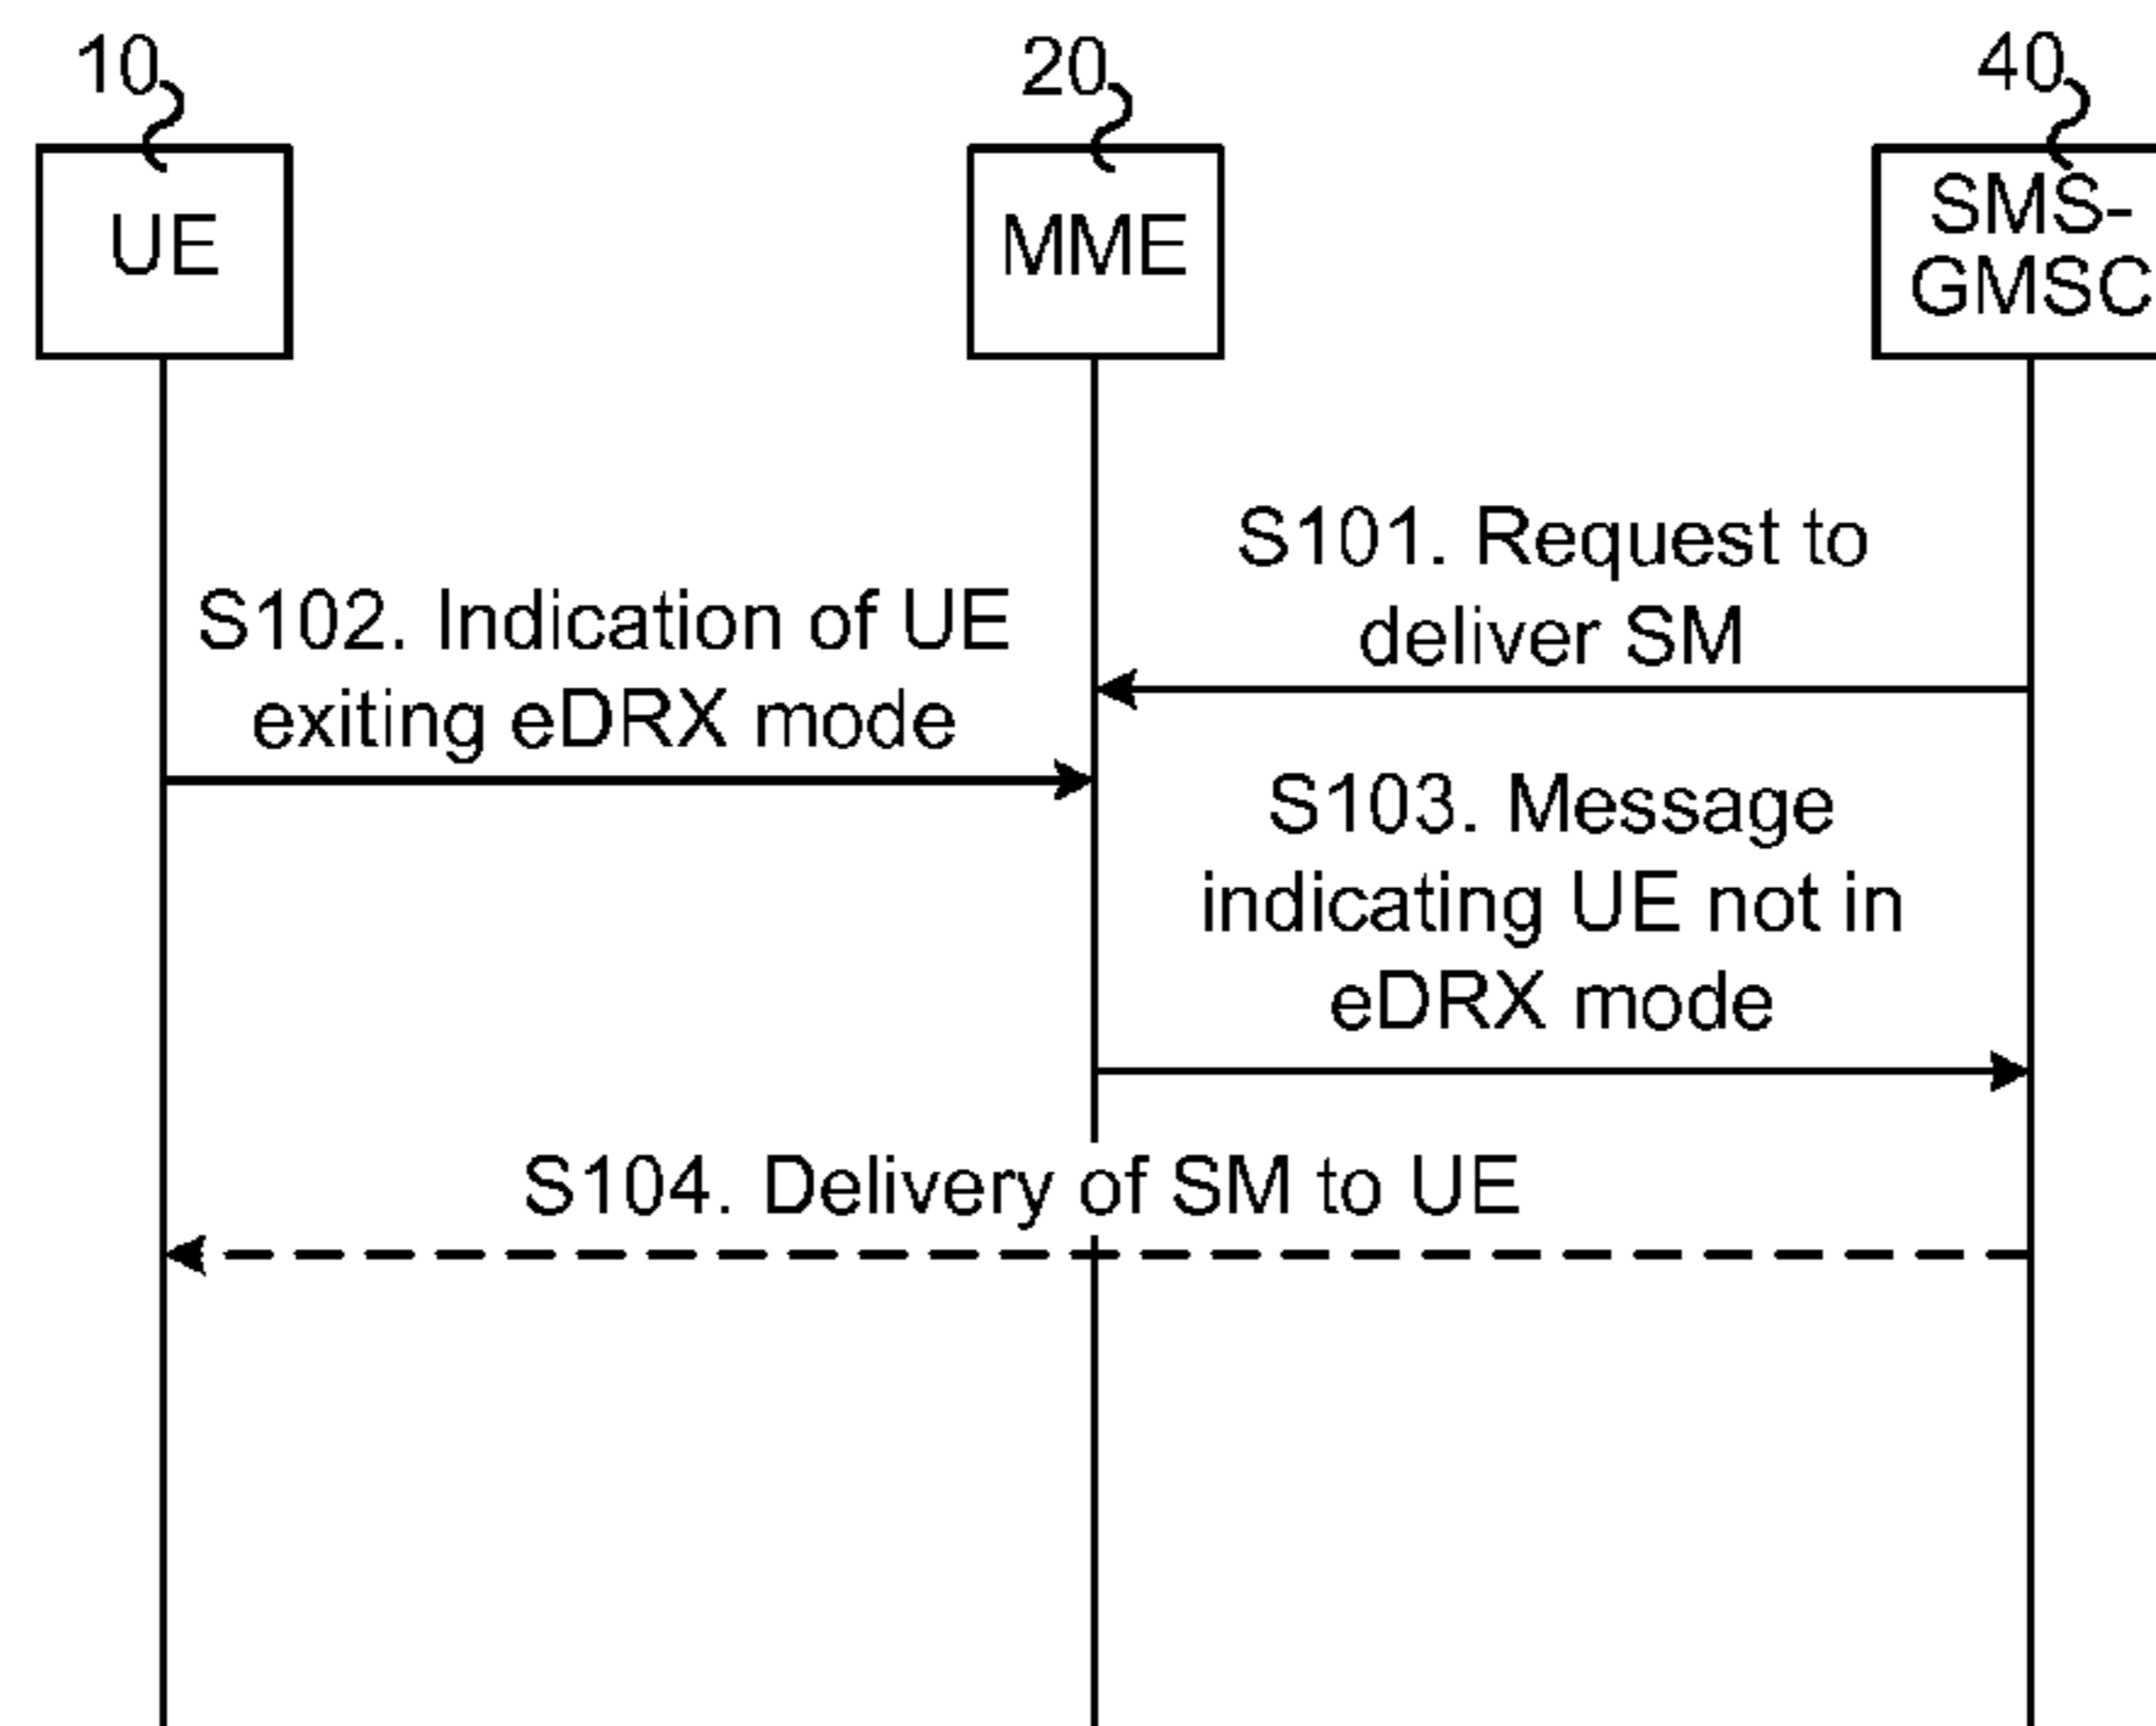 10
20
40
UE
MME
SMS-
GMSC
S101. Request to
deliver SM
S102. Indication of UE
exiting eDRX mode
S103. Message
indicating UE not in
eDRX mode
S104. Delivery of SM to UE